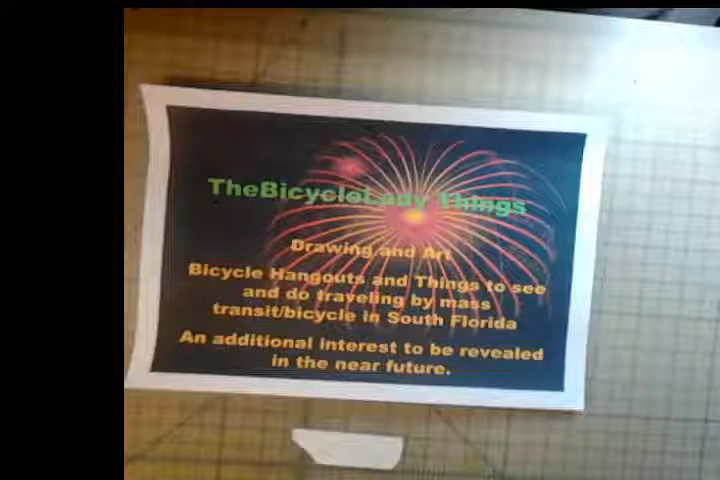 TheBicycleLady Things
Drawing and Art
Bicycle Hangouts and Things to see
and do traveling by mass
transit/bicycle in South Florida
An additional interest to be revealed
in the near future.